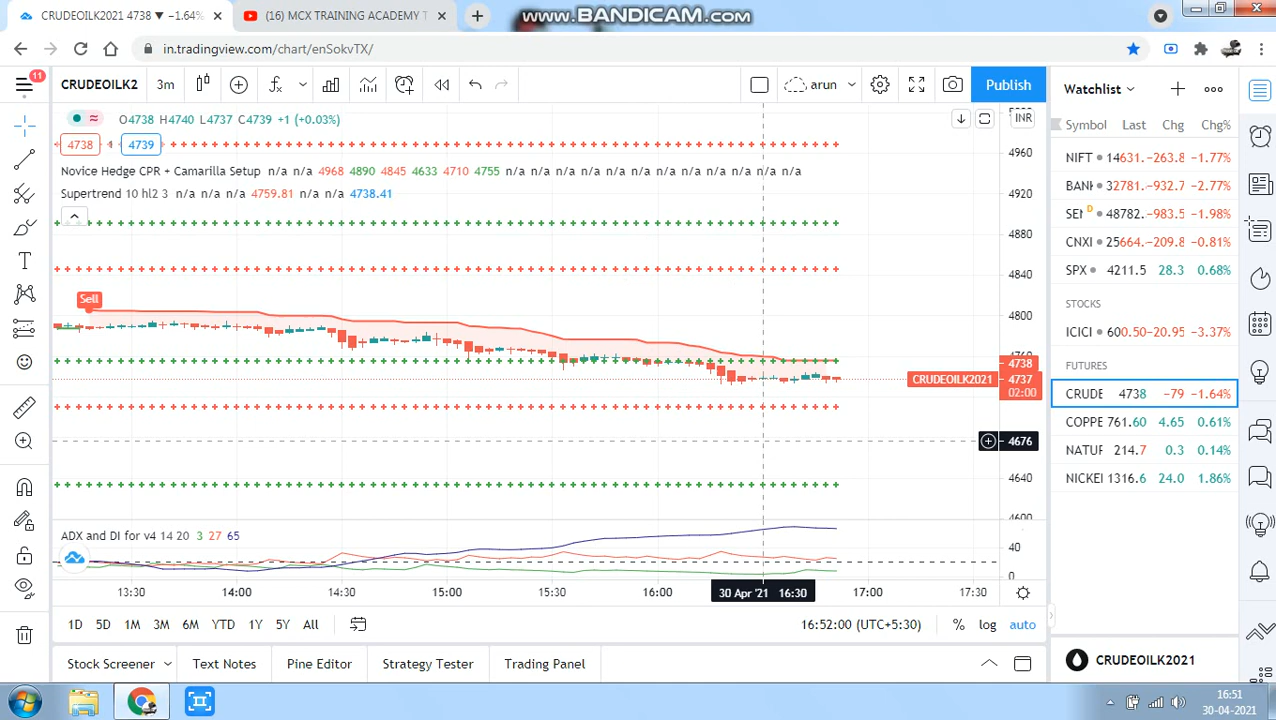 CRUDEOILK2021 4738 ▼ −1.64%
(16) MCX TRAINING ACADEMY T
www.BANDICAM.com
in.tradingview.com/chart/enSokvTX/
11
CRUDEOILK2
3m
arun
Publish
Watchlist
O4738 H4740 L4737 C4739 +1 (+0.03%)
INR
Symbol Last Chg Chg%
4738 1 4739
4960
NIFT 14631. −263.8 −1.77%
Novice Hedge CPR + Camarilla Setup n/a n/a 4968 4890 4845 4633 4710 4755 n/a n/a n/a n/a n/a n/a n/a n/a n/a n/a n/a n/a
BAN 32781. −932.7 −2.77%
Supertrend 10 hl2 3 n/a n/a n/a 4759.81 4738.41
4920
SEN D 48782. −983.5 −1.98%
4880
CNXI 25664. −209.8 −0.81%
4840
SPX 4211.5 28.3 0.68%
Sell
STOCKS
4800
ICICI 600.50 −20.95 −3.37%
4738
FUTURES
CRUDEOILK2021 4737
02:00
CRUDE 4738 −79 −1.64%
COPPE 761.60 4.65 0.61%
4676
NATUR 214.7 0.3 0.14%
4640
NICKEI 1316.6 24.0 1.86%
4600
ADX and DI for v4 14 20 3 27 65
40
0
13:30 14:00 14:30 15:00 15:30 16:00 30 Apr '21 16:30 17:00 17:30
1D 5D 1M 3M 6M YTD 1Y 5Y All
16:52:00 (UTC+5:30) % log auto
Stock Screener Text Notes Pine Editor Strategy Tester Trading Panel
CRUDEOILK2021
16:51
30-04-2021